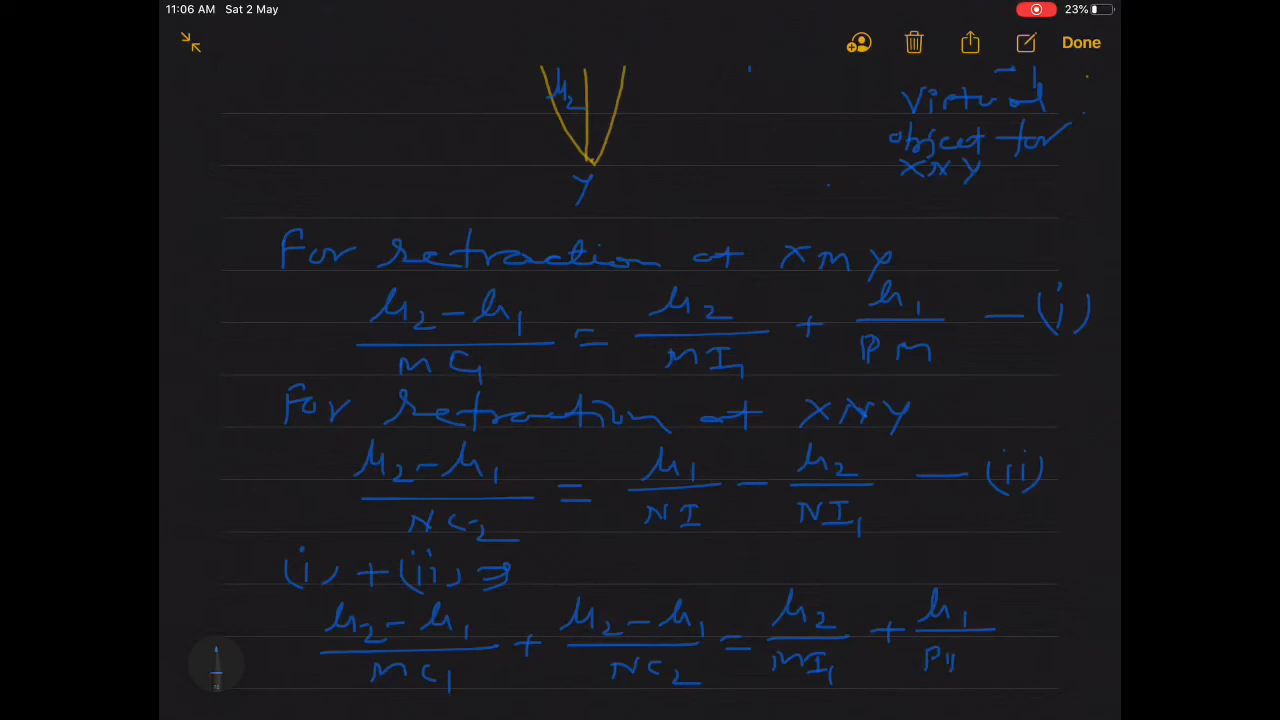 11:06 AM Sat 2 May 23%
Done
μ₂
Virtual
object for
XNY
Y
For refraction at XMY
(μ₂ - μ₁)/MC₁ = μ₂/MI₁ + μ₁/PM — (i)
For refraction at XNY
(μ₂ - μ₁)/NC₂ = μ₁/NI - μ₂/NI₁ — (ii)
(i) + (ii) ⇒
(μ₂ - μ₁)/MC₁ + (μ₂ - μ₁)/NC₂ = μ₂/MI₁ + μ₁/PM